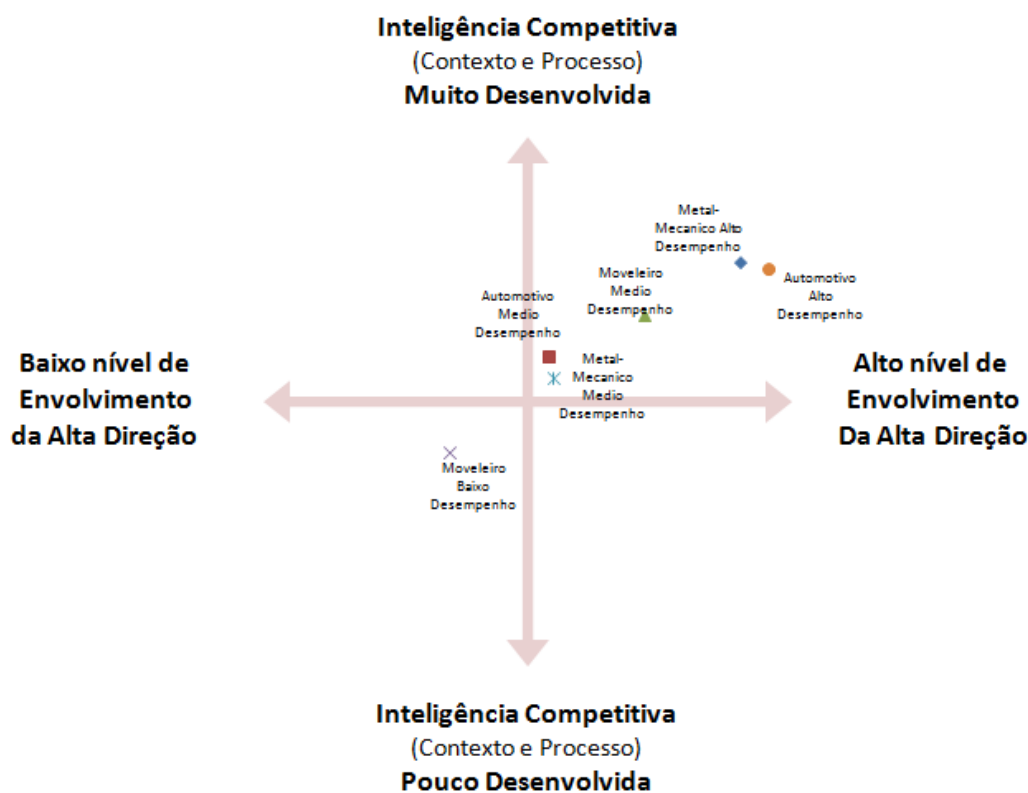 Inteligência Competitiva
(Contexto e Processo)
Muito Desenvolvida
Metal-
Mecanico Alto
Desempenho
Moveleiro
Medio
Desempenho
Automotivo
Alto
Desempenho
Automotivo
Medio
Desempenho
Metal-
Mecanico
Medio
Desempenho
Baixo nível de
Envolvimento
da Alta Direção
Alto nível de
Envolvimento
Da Alta Direção
Moveleiro
Baixo
Desempenho
Inteligência Competitiva
(Contexto e Processo)
Pouco Desenvolvida